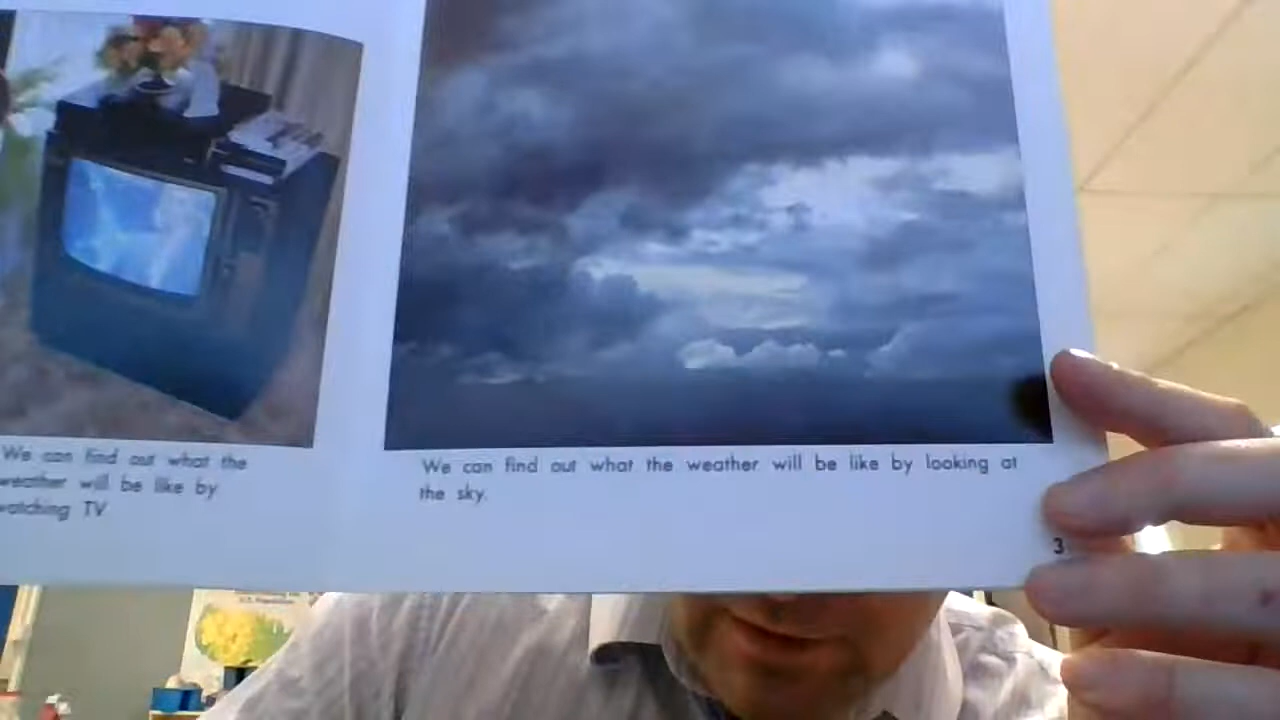 We can find out what the
weather will be like by
watching TV
We can find out what the weather will be like by looking at
the sky.
3